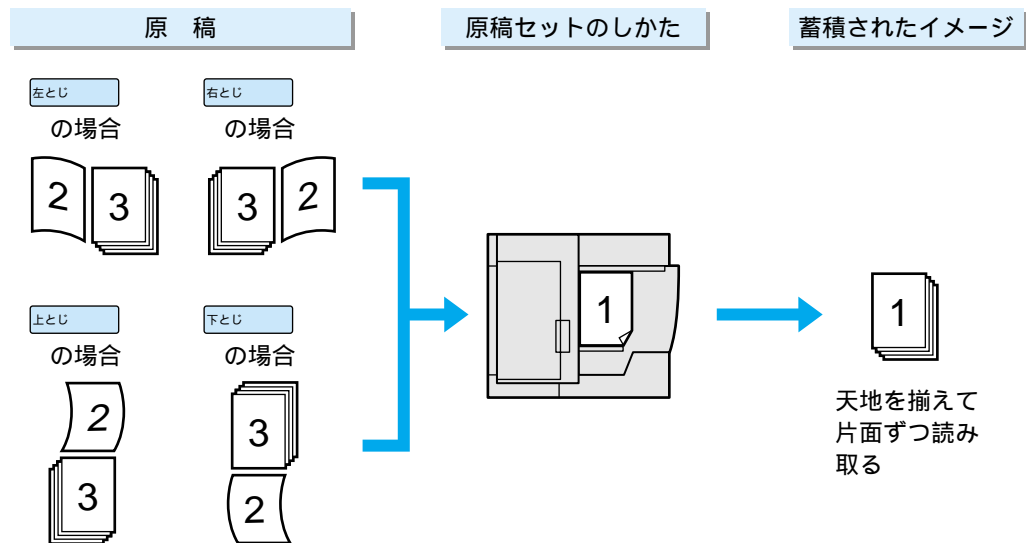 原　稿
原稿セットのしかた
蓄積されたイメージ
左とじ
の場合
右とじ
の場合
2
3
3
2
上とじ
の場合
下とじ
の場合
2
3
3
2
1
1
天地を揃えて
片面ずつ読み
取る